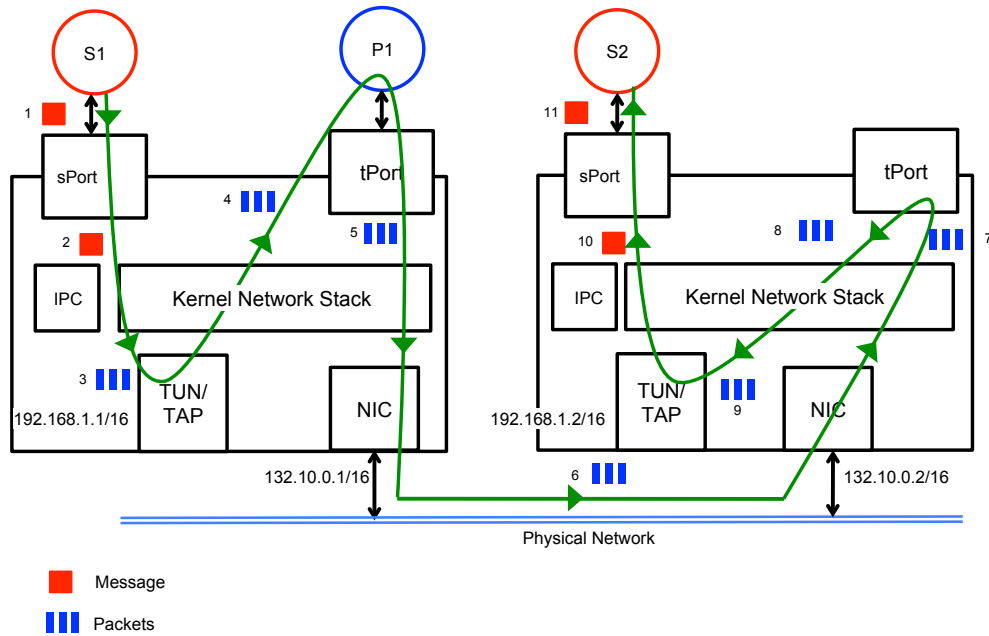 S1
P1
S2
1
11
sPort
tPort
sPort
tPort
4
5
8
7
2
10
IPC
Kernel Network Stack
IPC
Kernel Network Stack
3
TUN/
TAP
NIC
192.168.1.1/16
TUN/
TAP
9
NIC
192.168.1.2/16
132.10.0.1/16
6
132.10.0.2/16
Physical Network
Message
Packets